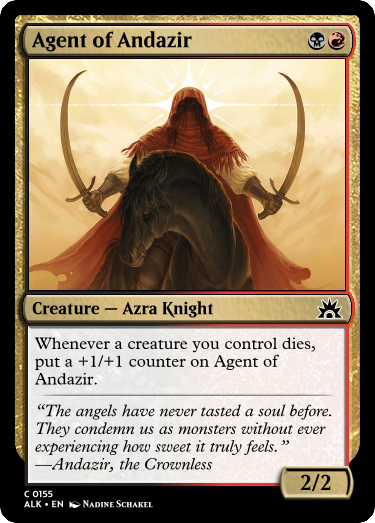 Agent of Andazir
Creature — Azra Knight
Whenever a creature you control dies,
put a +1/+1 counter on Agent of
Andazir.
“The angels have never tasted a soul before.
They condemn us as monsters without ever
experiencing how sweet it truly feels.”
—Andazir, the Crownless
2/2
C 0155
ALK • EN Nadine Schakel